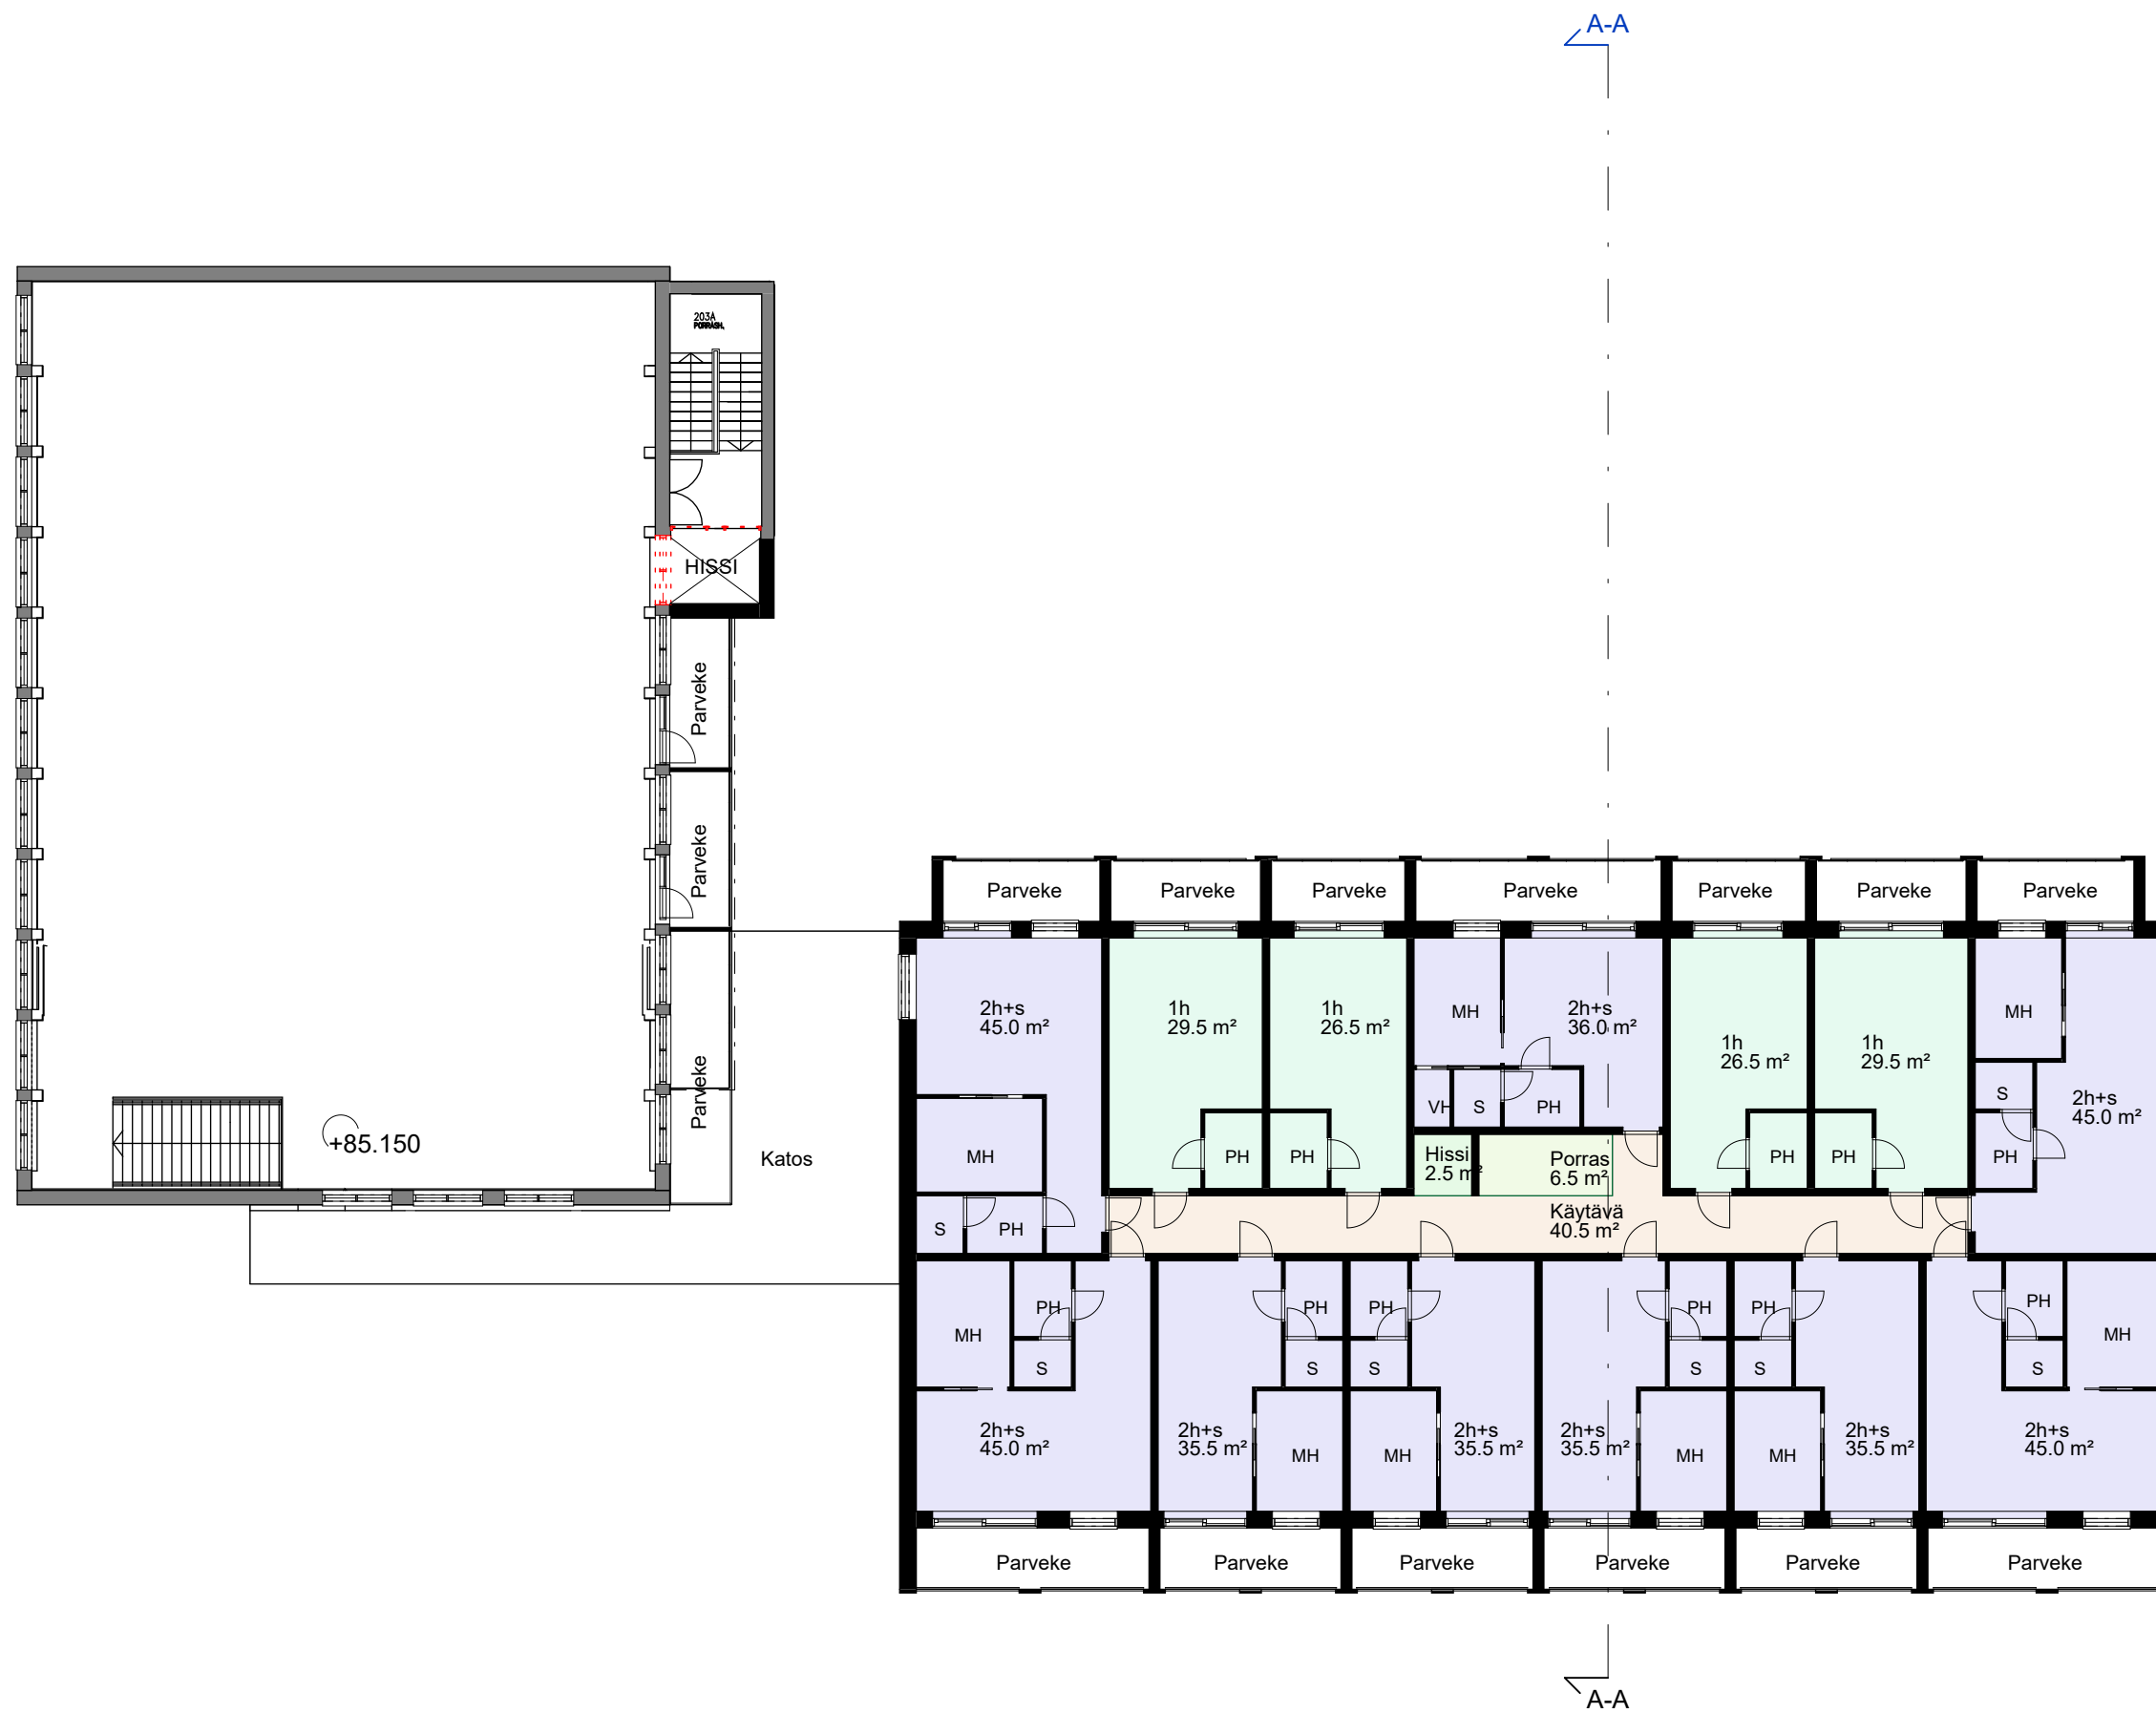 A-A
203A
PORRASH.
HISSI
Parveke
Parveke
Parveke
+85.150
Katos
Parveke
Parveke
Parveke
Parveke
Parveke
Parveke
Parveke
2h+s
45.0 m²
1h
29.5 m²
1h
26.5 m²
MH
2h+s
36.0 m²
1h
26.5 m²
1h
29.5 m²
MH
2h+s
45.0 m²
VH
S
PH
S
PH
MH
PH
PH
Hissi
2.5 m²
Porras
6.5 m²
PH
PH
S
PH
Käytävä
40.5 m²
MH
PH
S
PH
S
PH
S
PH
S
PH
S
PH
S
MH
2h+s
45.0 m²
2h+s
35.5 m²
MH
MH
2h+s
35.5 m²
2h+s
35.5 m²
MH
MH
2h+s
35.5 m²
2h+s
45.0 m²
Parveke
Parveke
Parveke
Parveke
Parveke
Parveke
A-A